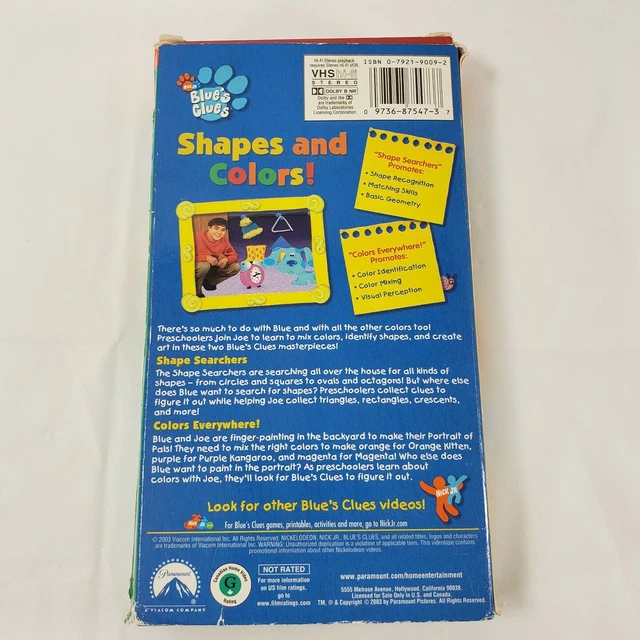 Hi-Fi Stereo playback
requires Stereo Hi-Fi VCR.
VHS
STEREO
DOLBY B NR
Dolby and the
are trademarks of
Dolby Laboratories
Licensing Corporation.
ISBN 0-7921-9009-2
0 9736-87547-3 7
NICK JR.
Blue's
Clues
Shapes and
Colors!
"Shape Searchers"
Promotes:
• Shape Recognition
• Matching Skills
• Basic Geometry
"Colors Everywhere!"
Promotes:
• Color Identification
• Color Mixing
• Visual Perception
There's so much to do with Blue and with all the other colors too!
Preschoolers join Joe to learn to mix colors, identify shapes, and create
art in these two Blue's Clues masterpieces!
Shape Searchers
The Shape Searchers are searching all over the house for all kinds of
shapes – from circles and squares to ovals and octagons! But where else
does Blue want to search for shapes? Preschoolers collect clues to
figure it out while helping Joe collect triangles, rectangles, crescents,
and more!
Colors Everywhere!
Blue and Joe are finger-painting in the backyard to make their Portrait of
Pals! They need to mix the right colors to make orange for Orange Kitten,
purple for Purple Kangaroo, and magenta for Magenta! Who else does
Blue want to paint in the portrait? As preschoolers learn about
colors with Joe, they'll look for Blue's Clues to figure it out.
Look for other Blue's Clues videos!
NICK JR.
For Blue's Clues games, printables, activities and more, go to NickJr.com
© 2003 Viacom International Inc. All Rights Reserved. NICKELODEON, NICK JR., BLUE'S CLUES, and all related titles, logos and characters
are trademarks of Viacom International Inc. WARNING: Unauthorized duplication is a violation of applicable laws. This videotape contains
promotional information about other Nickelodeon videos.
Paramount
A VIACOM COMPANY
Canadian Home Video
G
Rating
NOT RATED
For more information
on US film ratings,
go to www.filmratings.com
www.paramount.com/homeentertainment
5555 Melrose Avenue, Hollywood, California 90038.
Licensed for Sale Only in U.S. and Canada.
TM, ® & Copyright © 2003 by Paramount Pictures. All Rights Reserved.